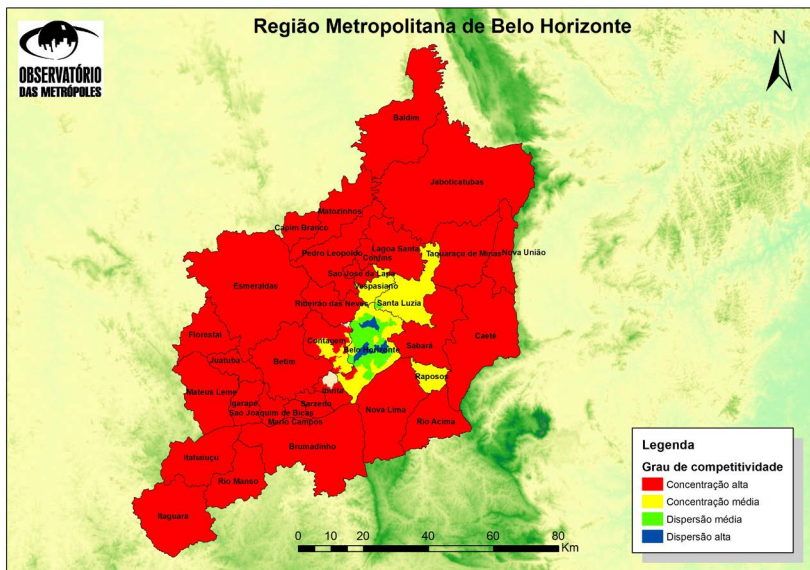 Região Metropolitana de Belo Horizonte
OBSERVATÓRIO
DAS METRÓPOLES
N
Baldim
Jaboticatubas
Matozinhos
Capim Branco
Pedro Leopoldo
Lagna Santa
Confins
Taquaraçu de Minas
Nova União
São José da Lapa
Vespasiano
Esmeraldas
Ribeirão das Neves
Santa Luzia
Florestal
Contagem
Belo Horizonte
Sabará
Caeté
Juatuba
Betim
Raposos
Mateus Leme
Ibirité
Igarapé
Sarzedo
Sao Joaquim de Bicas
Mario Campos
Nova Lima
Rio Acima
Brumadinho
Itatiaiuçu
Rio Manso
Itaguara
Legenda
Grau de competitividade
Concentração alta
Concentração média
Dispersão média
Dispersão alta
0 10 20 40 60 80
Km